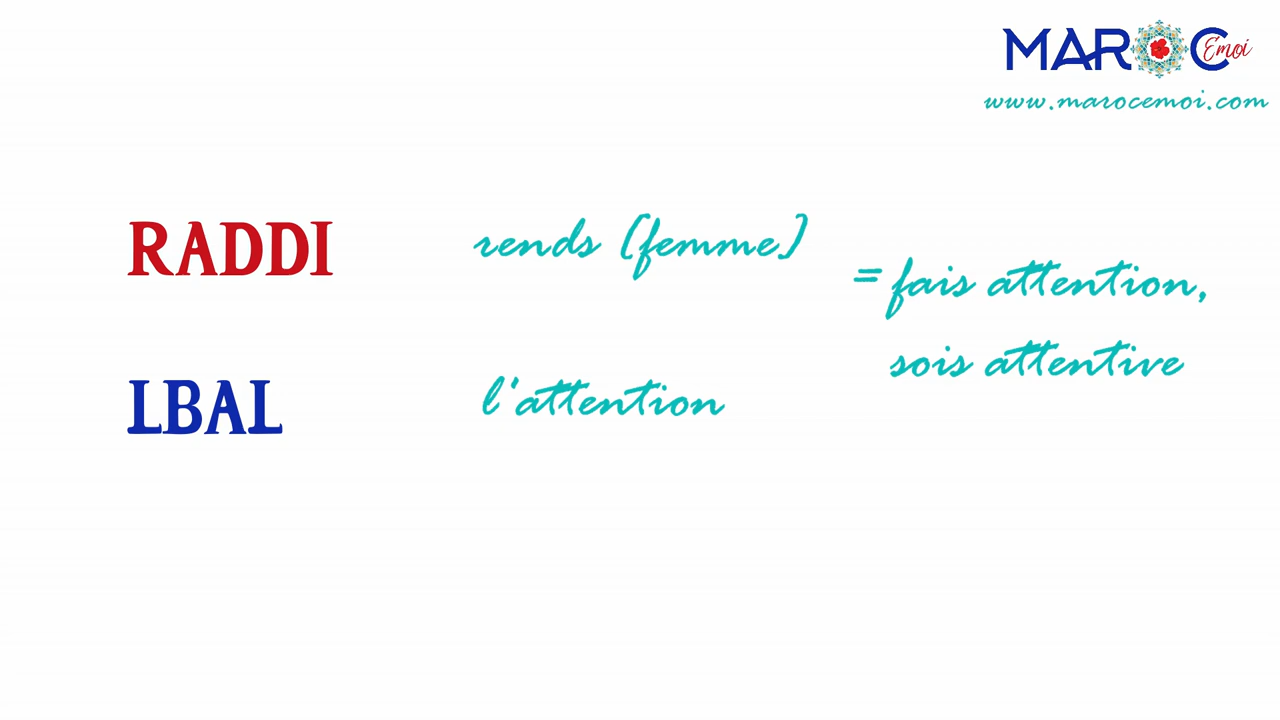 MAROC Emoi
www.marocemoi.com
RADDI rends (femme)
= fais attention,
sois attentive
LBAL l'attention